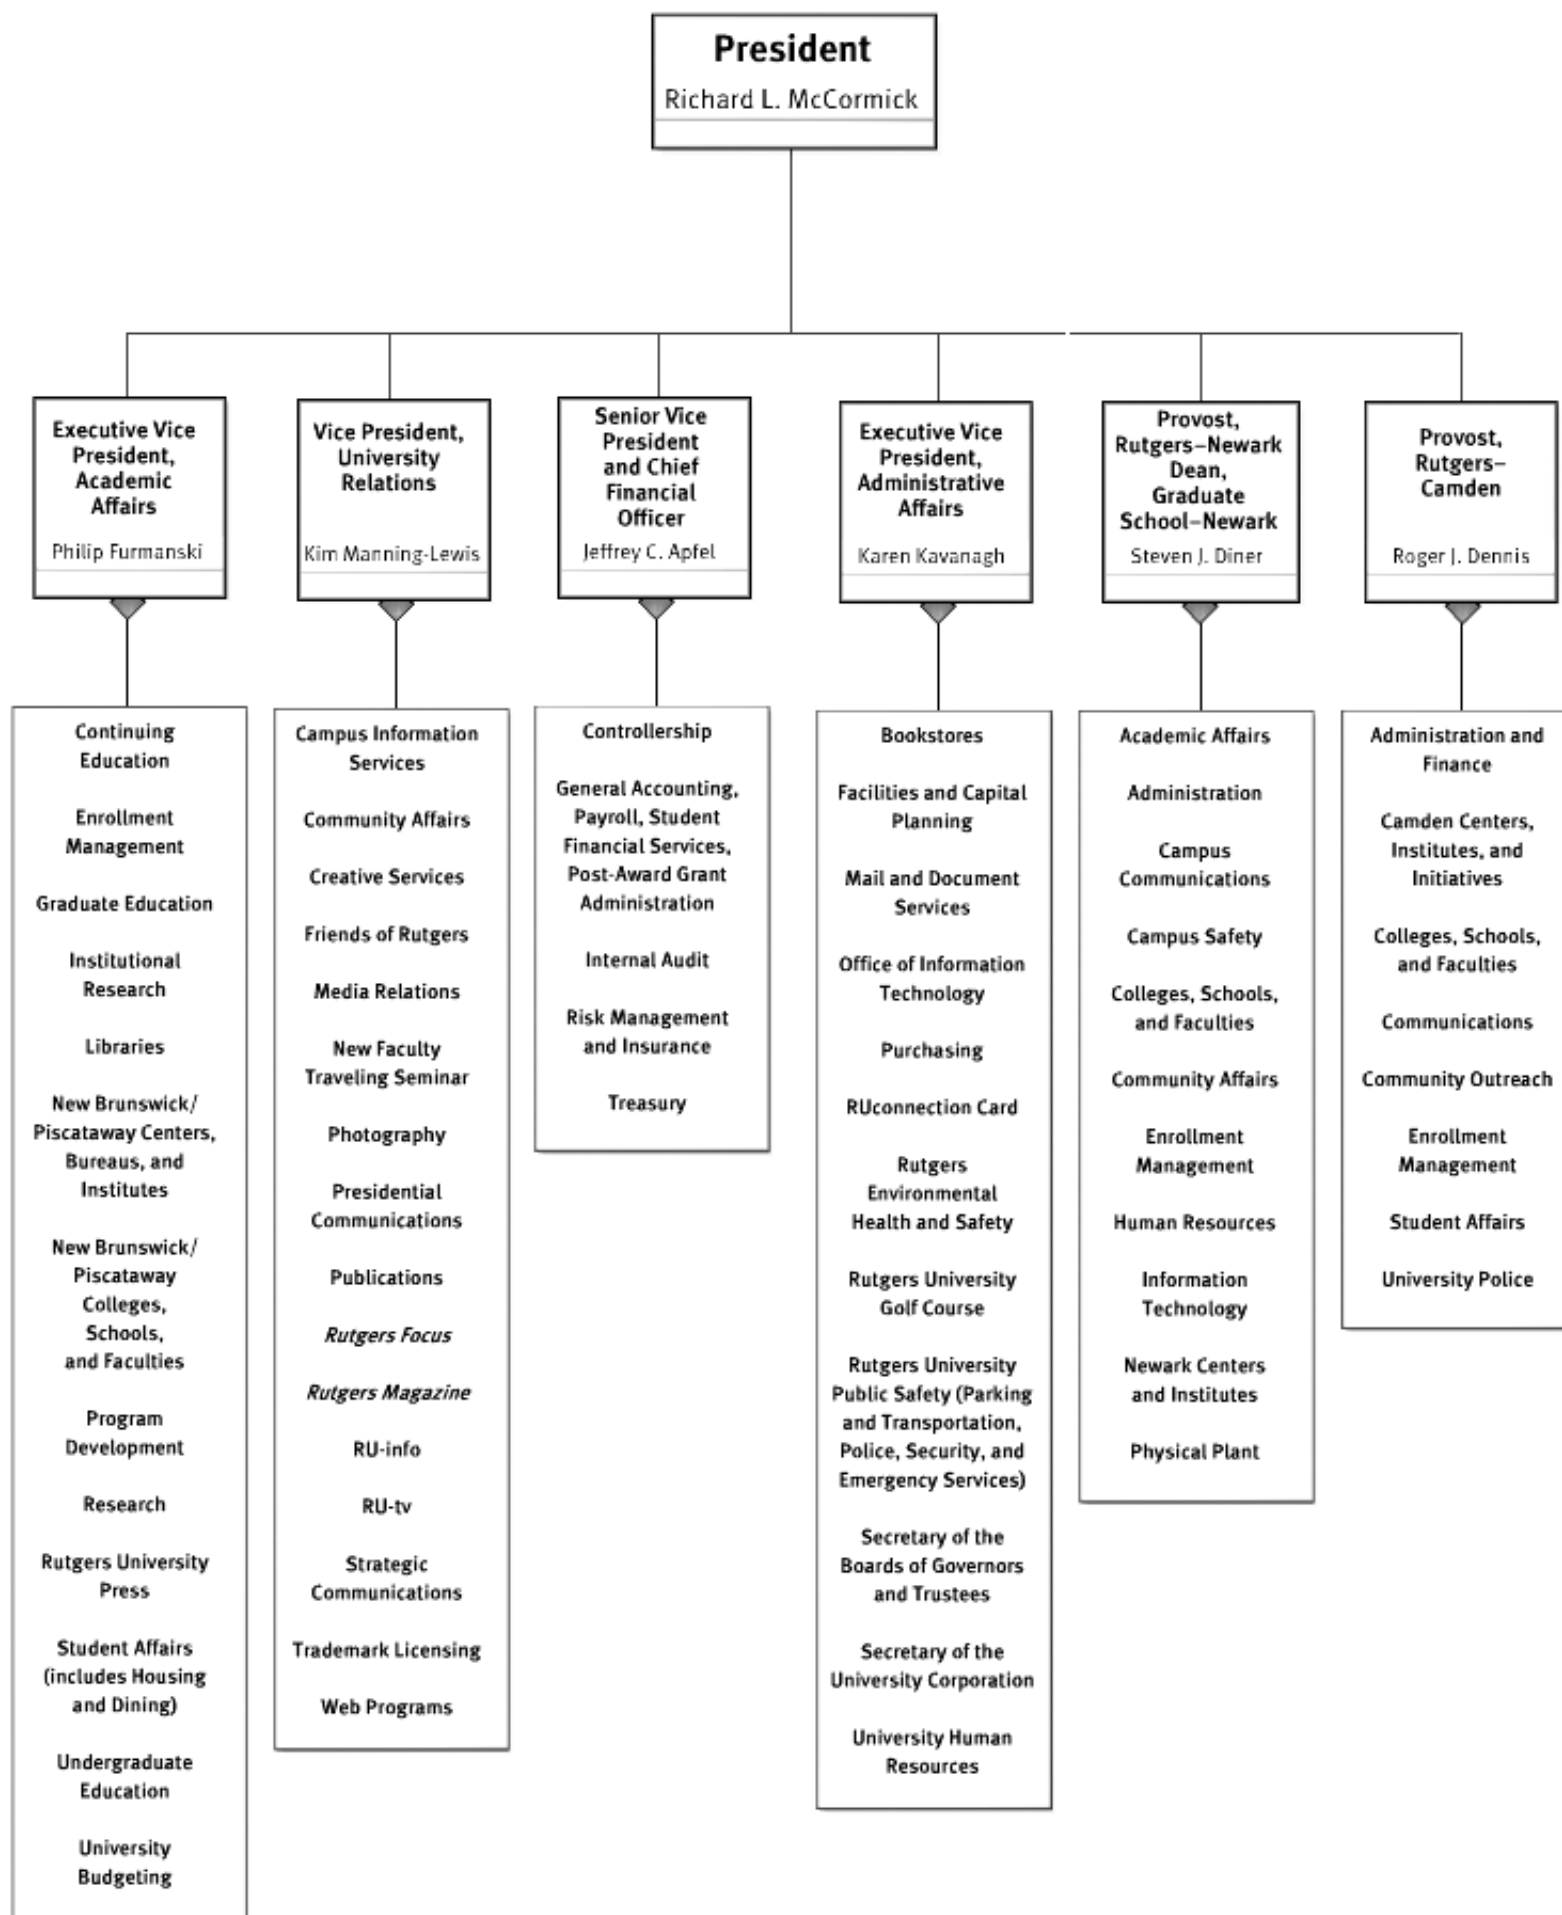 President
Richard L. McCormick
Executive Vice
President,
Academic
Affairs
Philip Furmanski
Continuing
Education
Enrollment
Management
Graduate Education
Institutional
Research
Libraries
New Brunswick/
Piscataway Centers,
Bureaus, and
Institutes
New Brunswick/
Piscataway
Colleges,
Schools,
and Faculties
Program
Development
Research
Rutgers University
Press
Student Affairs
(includes Housing
and Dining)
Undergraduate
Education
University
Budgeting
Vice President,
University
Relations
Kim Manning-Lewis
Campus Information
Services
Community Affairs
Creative Services
Friends of Rutgers
Media Relations
New Faculty
Traveling Seminar
Photography
Presidential
Communications
Publications
Rutgers Focus
Rutgers Magazine
RU-info
RU-tv
Strategic
Communications
Trademark Licensing
Web Programs
Senior Vice
President
and Chief
Financial
Officer
Jeffrey C. Apfel
Controllership
General Accounting,
Payroll, Student
Financial Services,
Post-Award Grant
Administration
Internal Audit
Risk Management
and Insurance
Treasury
Executive Vice
President,
Administrative
Affairs
Karen Kavanagh
Bookstores
Facilities and Capital
Planning
Mail and Document
Services
Office of Information
Technology
Purchasing
RUconnection Card
Rutgers
Environmental
Health and Safety
Rutgers University
Golf Course
Rutgers University
Public Safety (Parking
and Transportation,
Police, Security, and
Emergency Services)
Secretary of the
Boards of Governors
and Trustees
Secretary of the
University Corporation
University Human
Resources
Provost,
Rutgers–Newark
Dean,
Graduate
School–Newark
Steven J. Diner
Academic Affairs
Administration
Campus
Communications
Campus Safety
Colleges, Schools,
and Faculties
Community Affairs
Enrollment
Management
Human Resources
Information
Technology
Newark Centers
and Institutes
Physical Plant
Provost,
Rutgers–
Camden
Roger J. Dennis
Administration and
Finance
Camden Centers,
Institutes, and
Initiatives
Colleges, Schools,
and Faculties
Communications
Community Outreach
Enrollment
Management
Student Affairs
University Police